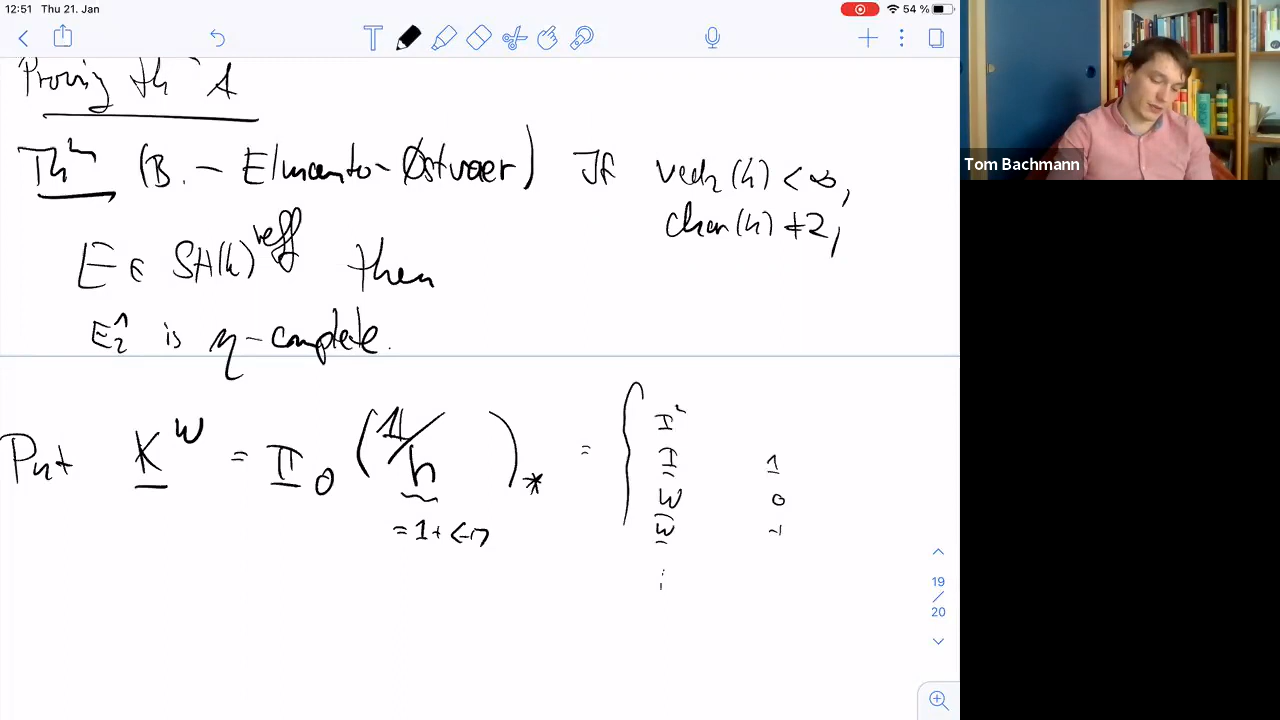 12:51 Thu 21. Jan
54 %
Proving thm A
Tom Bachmann
Thm (B. - Elmanto - Østvær) If vcd₂(k) < ∞,
char(k) ≠ 2,
E ∈ SH(k)^veff then
E₂^ is η-complete.
Put K^W = π₀(𝟙/h)_* = { I²
I 1
W 0
W -1
⋮
= 1 + <-1>
19
/
20